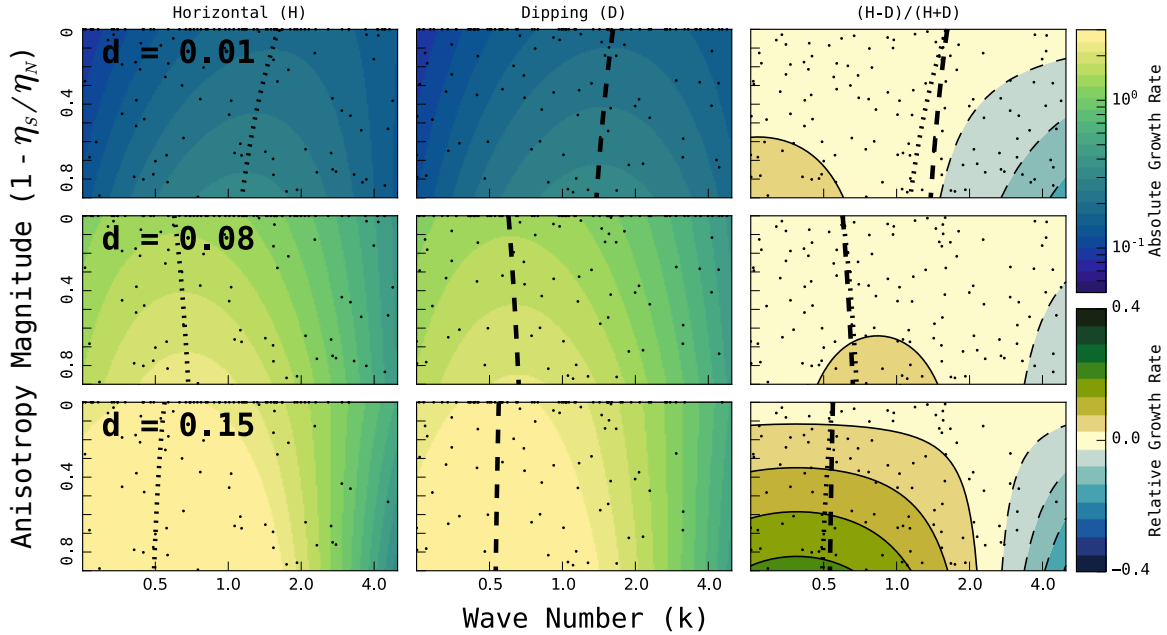 Horizontal (H)
Dipping (D)
(H-D)/(H+D)
d = 0.01
d = 0.08
d = 0.15
0
0.4
0.8
0
0.4
0.8
0
0.4
0.8
0.5
1.0
2.0
4.0
0.5
1.0
2.0
4.0
0.5
1.0
2.0
4.0
Anisotropy Magnitude (1 - η_S/η_N)
Wave Number (k)
10⁰
10⁻¹
Absolute Growth Rate
0.4
0.0
−0.4
Relative Growth Rate